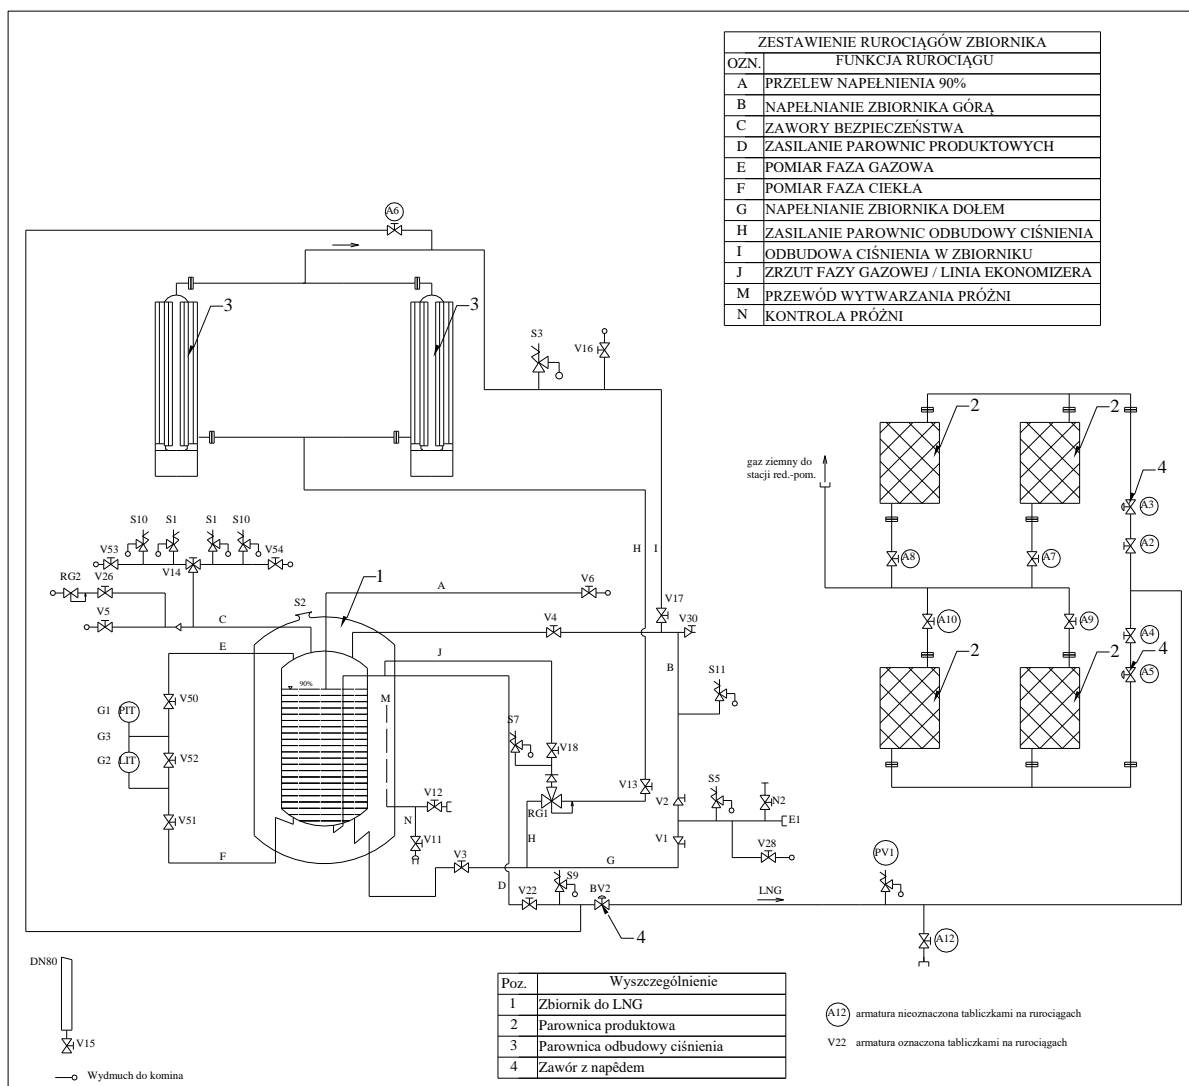 ZESTAWIENIE RUROCIĄGÓW ZBIORNIKA
OZN. FUNKCJA RUROCIĄGU
A PRZELEW NAPEŁNIENIA 90%
B NAPEŁNIANIE ZBIORNIKA GÓRĄ
C ZAWORY BEZPIECZEŃSTWA
D ZASILANIE PAROWNIC PRODUKTOWYCH
E POMIAR FAZA GAZOWA
F POMIAR FAZA CIEKŁA
G NAPEŁNIANIE ZBIORNIKA DOŁEM
H ZASILANIE PAROWNIC ODBUDOWY CIŚNIENIA
I ODBUDOWA CIŚNIENIA W ZBIORNIKU
J ZRZUT FAZY GAZOWEJ / LINIA EKONOMIZERA
M PRZEWÓD WYTWARZANIA PRÓŻNI
N KONTROLA PRÓŻNI
A6
3
3
S3
V16
2
2
gaz ziemny do
stacji red.-pom.
4
A3
A2
A8
A7
S10
S1
S1
S10
V53
V14
V54
H
I
RG2
V26
V5
C
S2
1
A
V6
V17
V4
V30
A10
A9
A4
4
A5
2
2
E
J
B
90%
M
V50
G1
PIT
G3
G2
LIT
V52
V51
F
S11
S7
V18
V13
RG1
V12
N
V11
H
V3
G
V2
V1
S5
N2
E1
V28
D
V22
S9
BV2
4
LNG
PV1
A12
DN80
V15
Wydmuch do komina
Poz. Wyszczególnienie
1 Zbiornik do LNG
2 Parownica produktowa
3 Parownica odbudowy ciśnienia
4 Zawór z napêdem
A12 armatura nieoznaczona tabliczkami na rurociągach
V22 armatura oznaczona tabliczkami na rurociągach